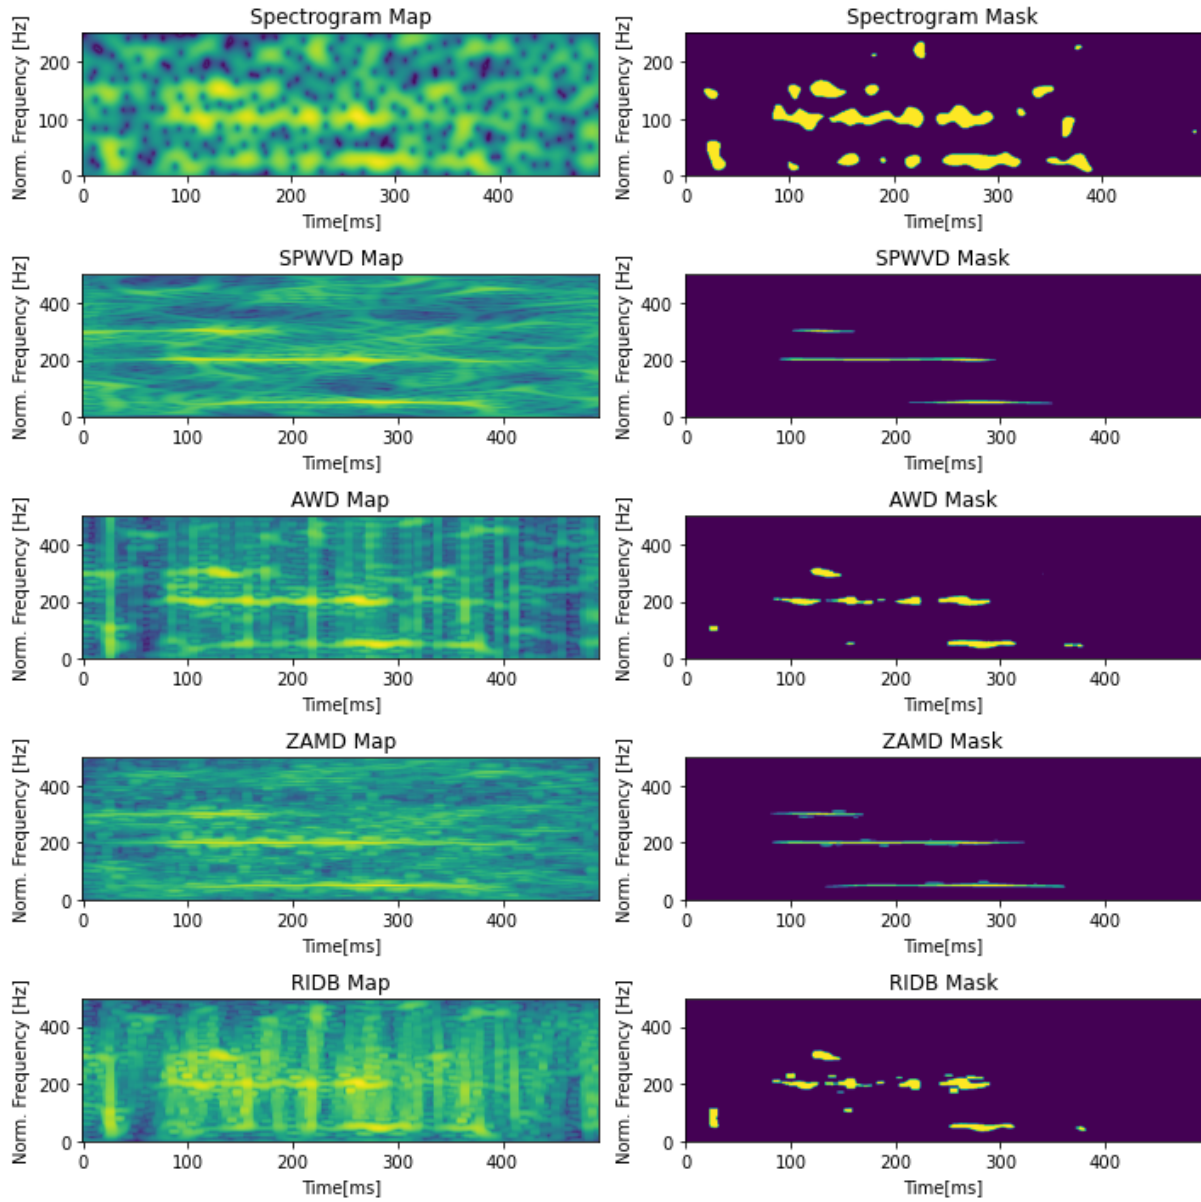 Spectrogram Map
Norm. Frequency [Hz]
200
100
0
0 100 200 300 400
Time[ms]
Spectrogram Mask
Norm. Frequency [Hz]
200
100
0
0 100 200 300 400
Time[ms]
SPWVD Map
Norm. Frequency [Hz]
400
200
0
0 100 200 300 400
Time[ms]
SPWVD Mask
Norm. Frequency [Hz]
400
200
0
0 100 200 300 400
Time[ms]
AWD Map
Norm. Frequency [Hz]
400
200
0
0 100 200 300 400
Time[ms]
AWD Mask
Norm. Frequency [Hz]
400
200
0
0 100 200 300 400
Time[ms]
ZAMD Map
Norm. Frequency [Hz]
400
200
0
0 100 200 300 400
Time[ms]
ZAMD Mask
Norm. Frequency [Hz]
400
200
0
0 100 200 300 400
Time[ms]
RIDB Map
Norm. Frequency [Hz]
400
200
0
0 100 200 300 400
Time[ms]
RIDB Mask
Norm. Frequency [Hz]
400
200
0
0 100 200 300 400
Time[ms]